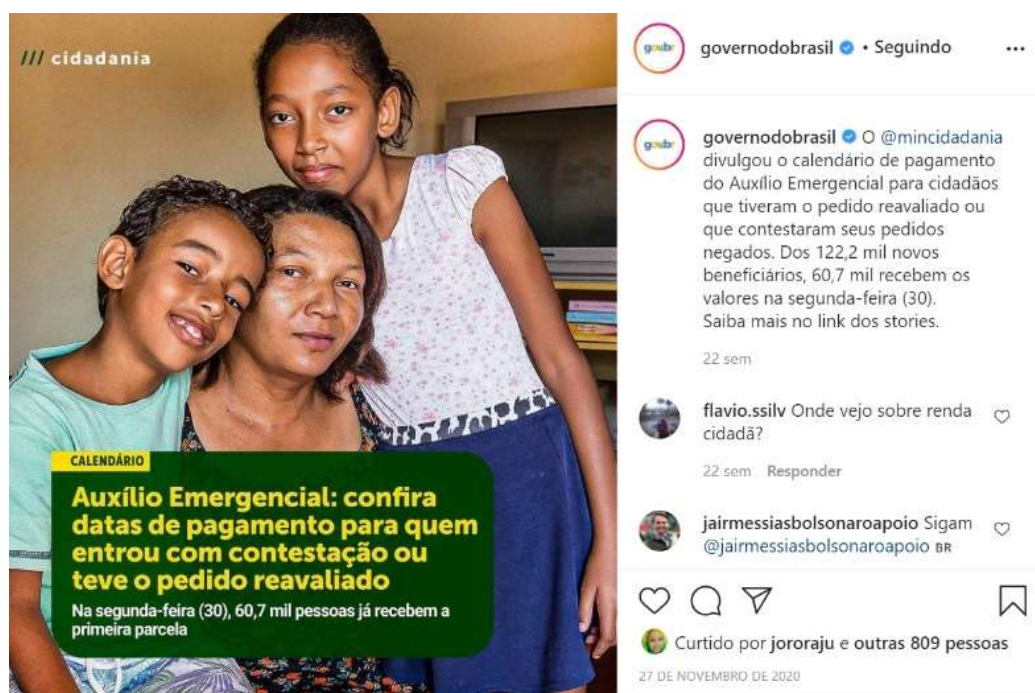 /// cidadania
CALENDÁRIO
Auxílio Emergencial: confira
datas de pagamento para quem
entrou com contestação ou
teve o pedido reavaliado
Na segunda-feira (30), 60,7 mil pessoas já recebem a
primeira parcela
gov.br
governodobrasil • Seguindo
gov.br
governodobrasil O @mincidadania
divulgou o calendário de pagamento
do Auxílio Emergencial para cidadãos
que tiveram o pedido reavaliado ou
que contestaram seus pedidos
negados. Dos 122,2 mil novos
beneficiários, 60,7 mil recebem os
valores na segunda-feira (30).
Saiba mais no link dos stories.
22 sem
flavio.ssilv Onde vejo sobre renda
cidadã?
22 sem Responder
jairmessiasbolsonaroapoio Sigam
@jairmessiasbolsonaroapoio BR
Curtido por jororaju e outras 809 pessoas
27 DE NOVEMBRO DE 2020